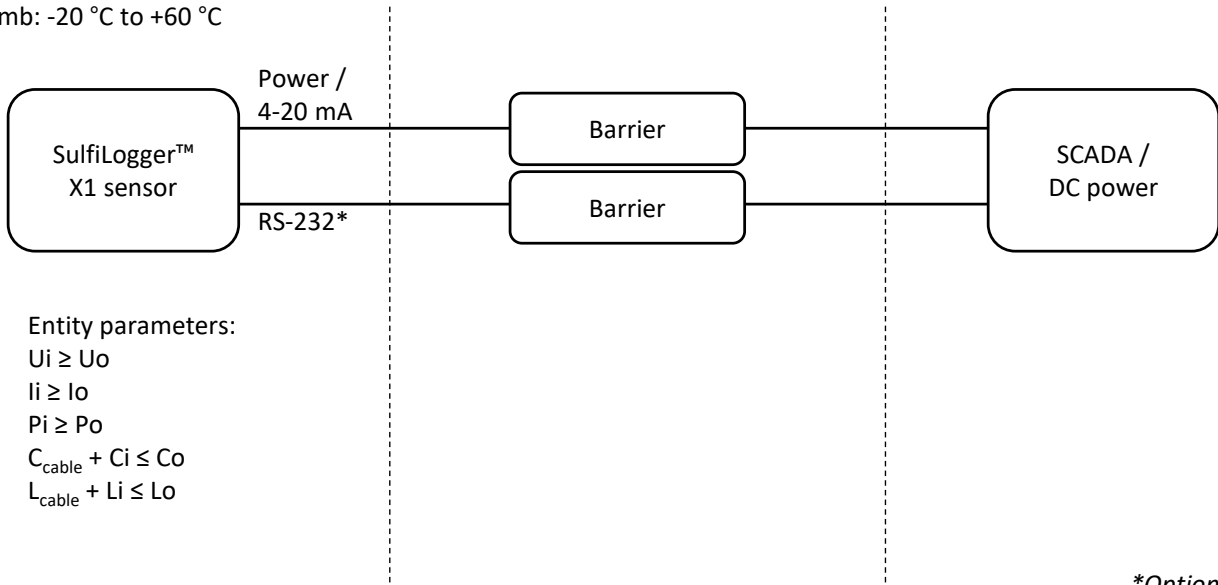 mb: -20 °C to +60 °C
Power /
4-20 mA
SulfiLogger™
X1 sensor
RS-232*
Barrier
Barrier
SCADA /
DC power
Entity parameters:
Ui ≥ Uo
Ii ≥ Io
Pi ≥ Po
Ccable + Ci ≤ Co
Lcable + Li ≤ Lo
*Option